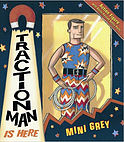 TRACTION
MAN
IS HERE
MINI GREY